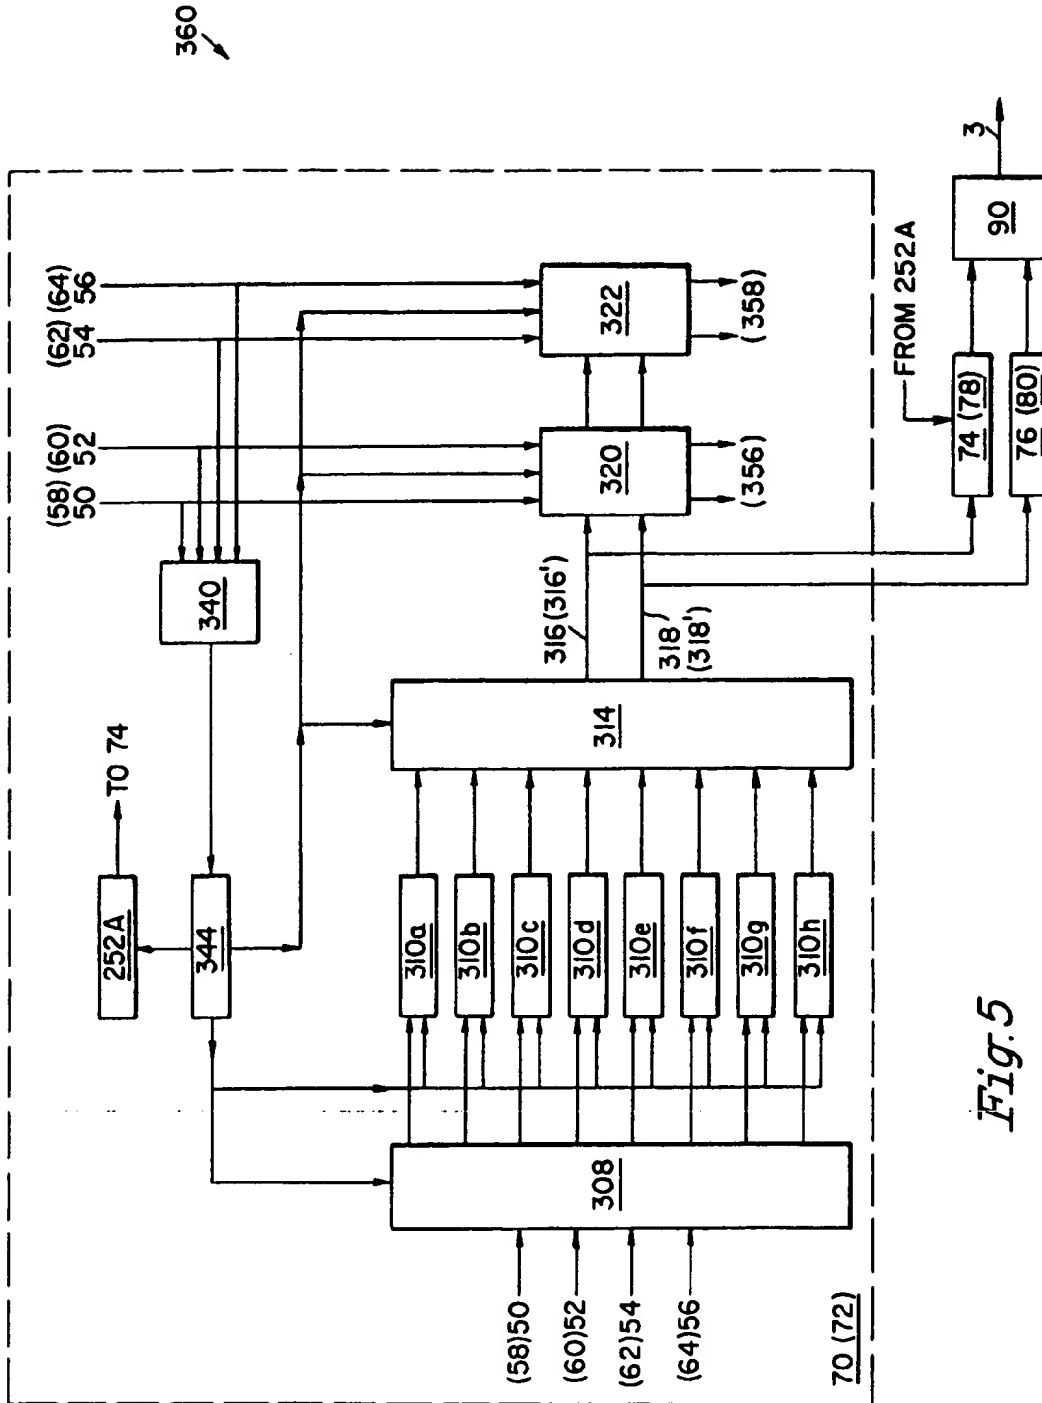 360
(58) (60)
50 52
(62) (64)
54 56
340
TO 74
252A
344
310a
310b
310c
310d
310e
310f
310g
310h
308
314
316 (316')
318
(318')
320
322
(356)
(358)
(58)50
(60)52
(62)54
(64)56
70 (72)
FROM 252A
74 (78)
76 (80)
90
3
Fig. 5